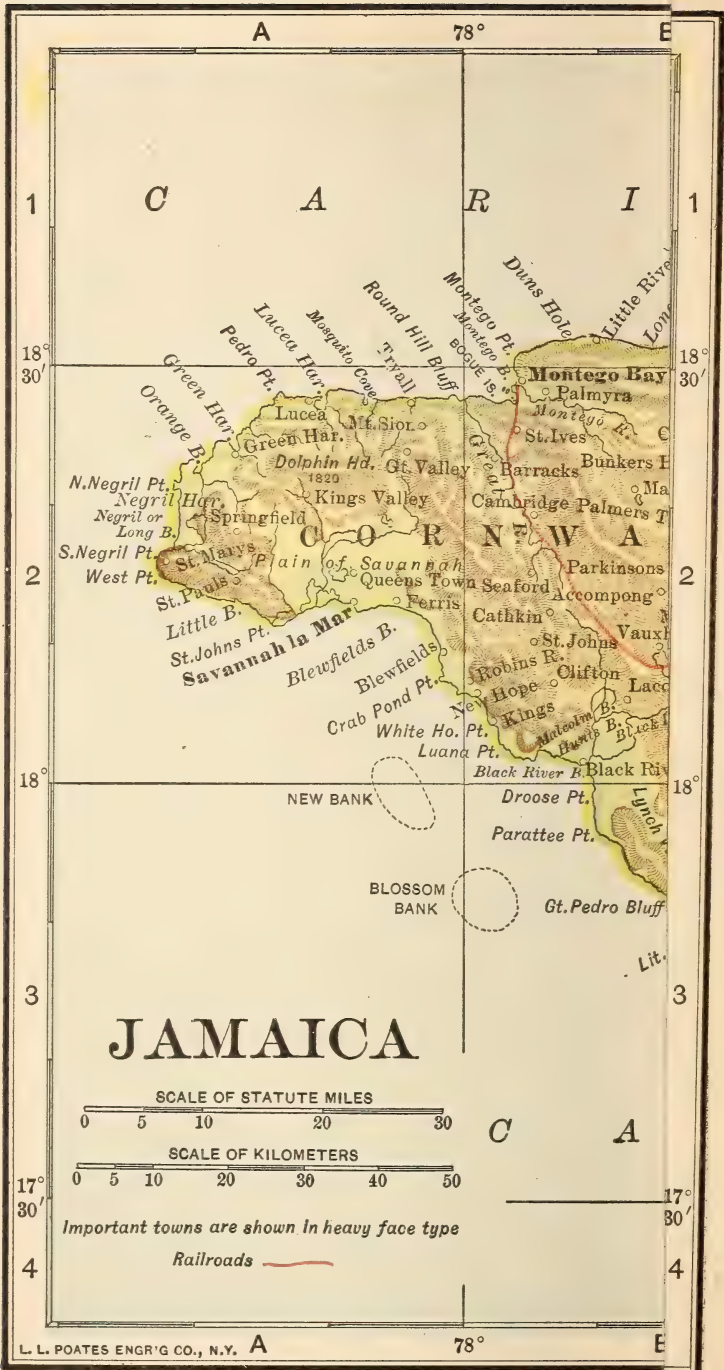 A 78°
1 C A R I 1
Duns Hole
Little River
Montego Pt.
Montego B.
BOGUE IS.
Round Hill Bluff
Tryall
Mosquito Cove
Lucea Har.
Pedro Pt.
Green Har.
Orange B.
18° 30′
18° 30′
Montego Bay
Palmyra
Montego R.
Lucea
Mt.Sion
St.Ives
Green Har.
Great
Dolphin Hd.
1820
Gt.Valley
Barracks
Bunkers
N.Negril Pt.
Negril Har.
Kings Valley
Negril or
Long B.
Springfield
Cambridge
Palmers
C O R N W A
S.Negril Pt.
St.Marys
Plain of Savannah
Parkinsons
West Pt.
2
Queens Town
Seaford
2
St.Pauls
Accompong
Little B.
Ferris
Cathkin
St.Johns Pt.
St.Johns
Savannah la Mar
Blewfields B.
Blewfields
Robins R.
Clifton
Crab Pond Pt.
New Hope
White Ho. Pt.
Kings
Malcolm B.
Hunts B.
Luana Pt.
Black River B.
Black Riv
18°
18°
NEW BANK
Droose Pt.
Lynch
Parattee Pt.
BLOSSOM
BANK
Gt.Pedro Bluff
Lit.
3
3
JAMAICA
SCALE OF STATUTE MILES
0 5 10 20 30
C A
SCALE OF KILOMETERS
0 5 10 20 30 40 50
17° 30′
17° 30′
Important towns are shown in heavy face type
Railroads
4
4
L. L. POATES ENGR'G CO., N.Y. A 78°